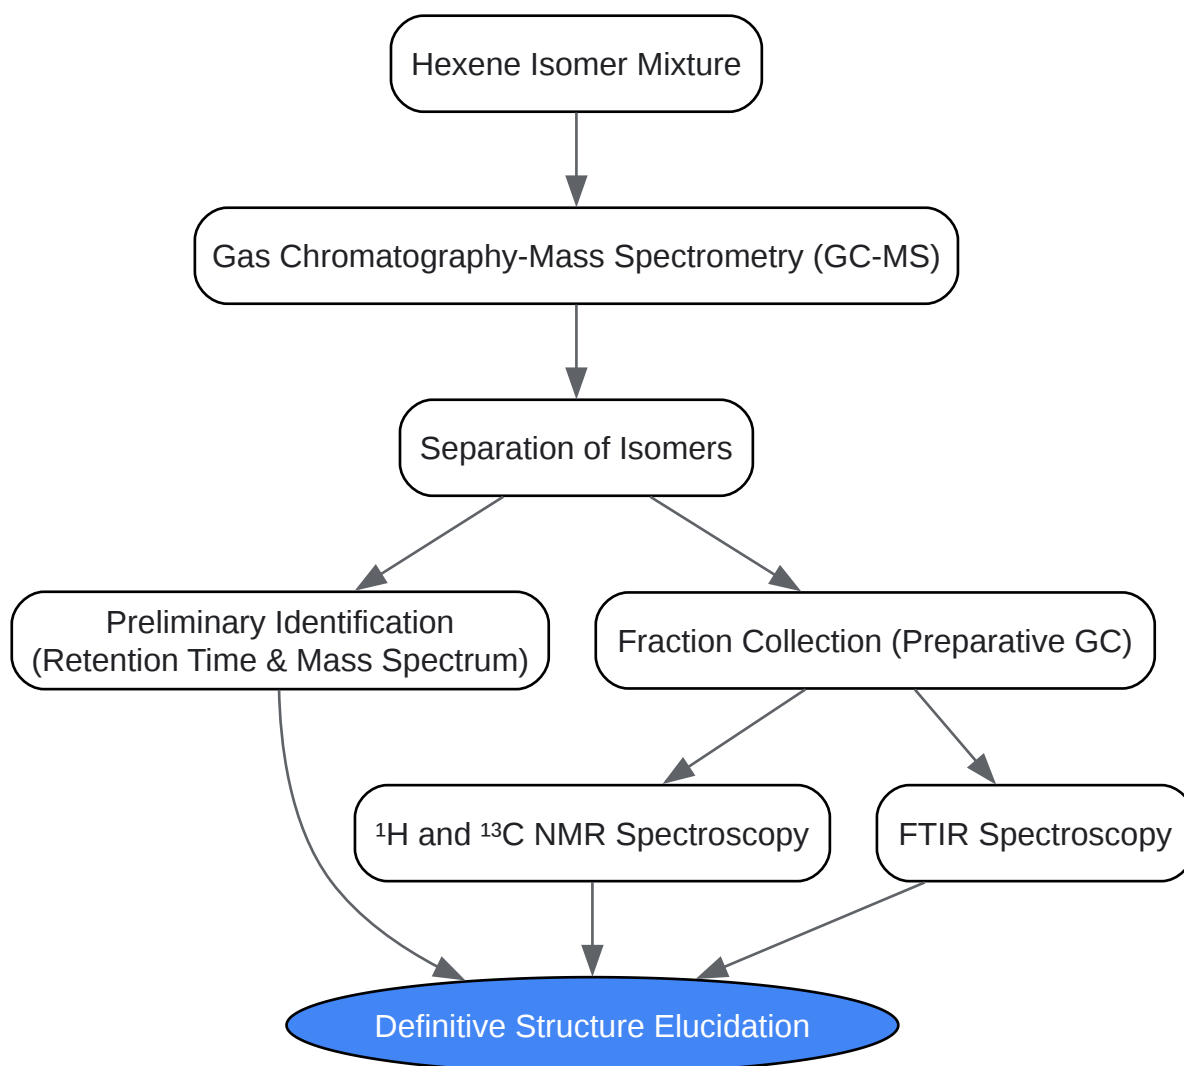 Hexene Isomer Mixture
Gas Chromatography-Mass Spectrometry (GC-MS)
Separation of Isomers
Preliminary Identification
(Retention Time & Mass Spectrum)
Fraction Collection (Preparative GC)
¹H and ¹³C NMR Spectroscopy
FTIR Spectroscopy
Definitive Structure Elucidation